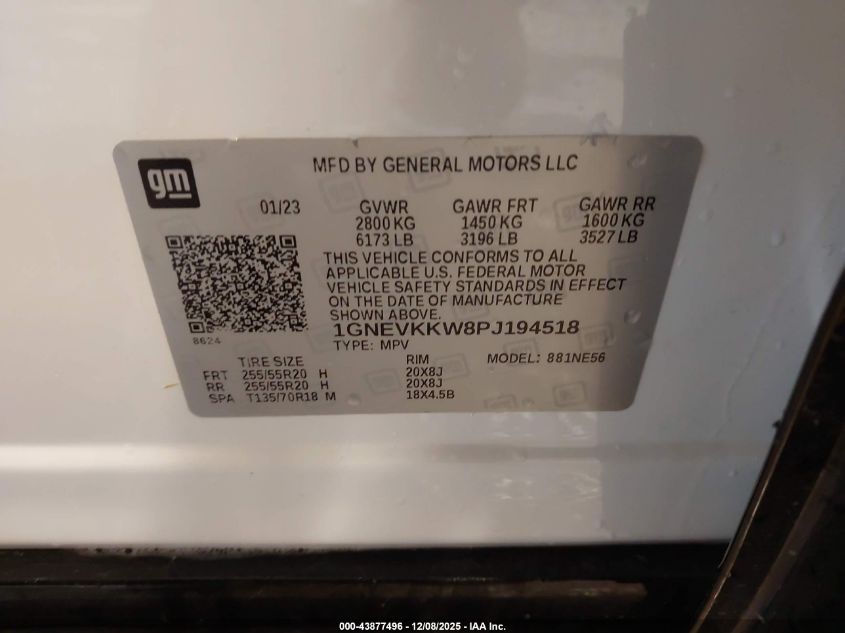 gm
MFD BY GENERAL MOTORS LLC
01/23 GVWR GAWR FRT GAWR RR
2800 KG 1450 KG 1600 KG
6173 LB 3196 LB 3527 LB
THIS VEHICLE CONFORMS TO ALL
APPLICABLE U.S. FEDERAL MOTOR
VEHICLE SAFETY STANDARDS IN EFFECT
ON THE DATE OF MANUFACTURE
SHOWN ABOVE.
1GNEVKKW8PJ194518
8624
TYPE: MPV MODEL: 881NE56
TIRE SIZE RIM
FRT 255/55R20 H 20X8J
RR 255/55R20 H 20X8J
SPA T135/70R18 M 18X4.5B
000-43877496 - 12/08/2025 - IAA Inc.